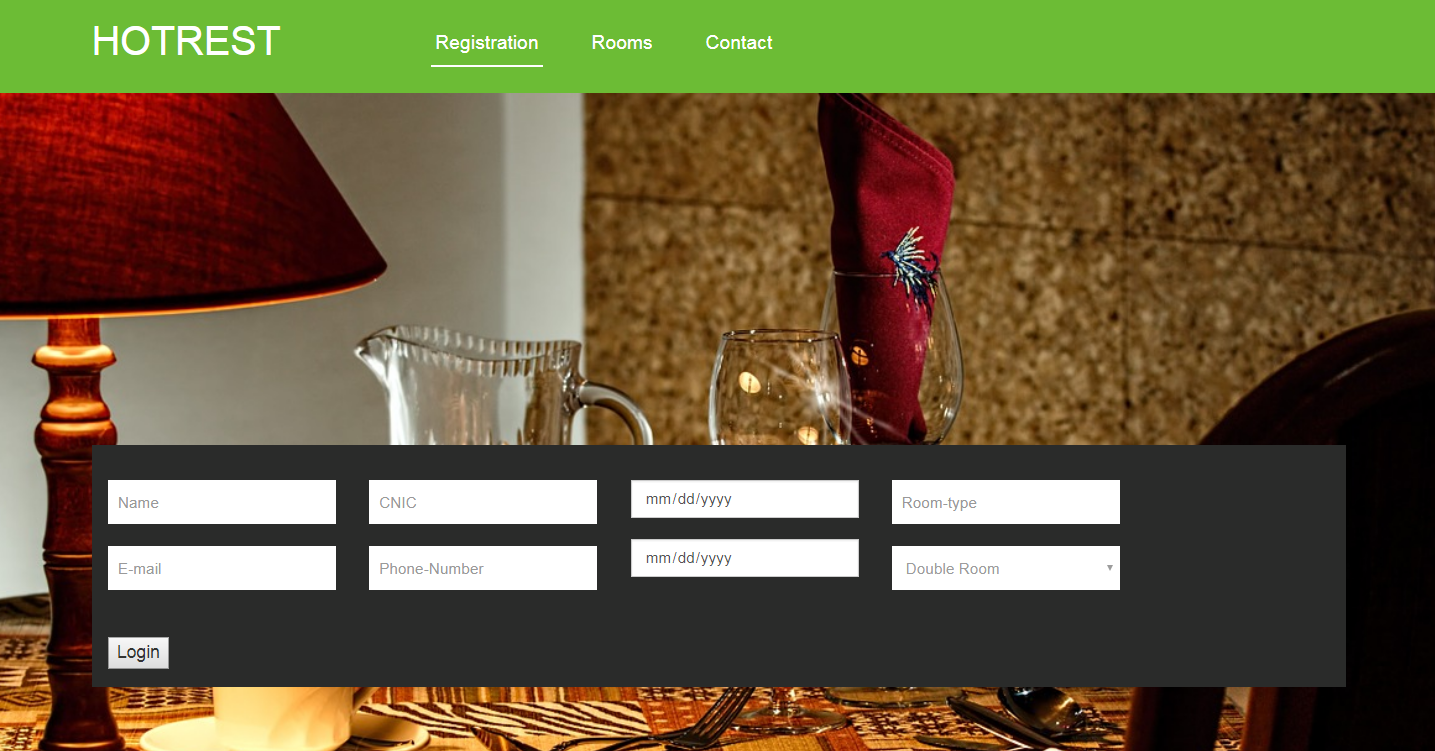 HOTREST Registration Rooms Contact
Name CNIC mm/dd/yyyy Room-type
E-mail Phone-Number mm/dd/yyyy Double Room
Login